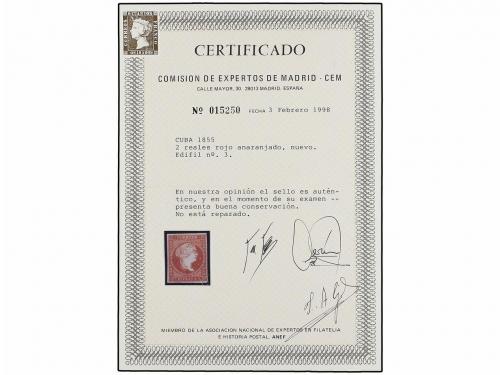 CERTIFICADO
COMISION DE EXPERTOS DE MADRID - CEM
CALLE MAYOR, 30. 28013 MADRID. ESPAÑA
Nº 015250 FECHA 3 Febrero 1998
CUBA 1855
2 reales rojo anaranjado, nuevo.
Edifil nº. 3.
En nuestra opinión el sello es autén-
tico, y en el momento de su examen --
presenta buena conservación.
No está reparado.
MIEMBRO DE LA ASOCIACION NACIONAL DE EXPERTOS EN FILATELIA
E HISTORIA POSTAL. ANEF